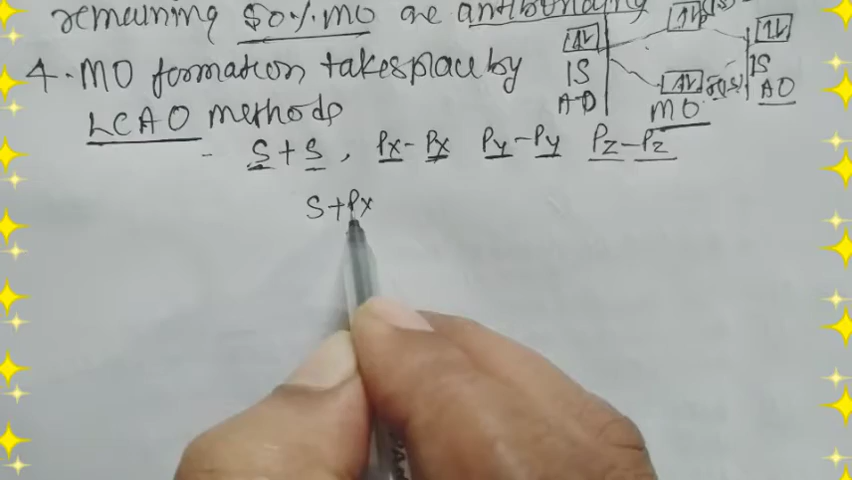 remaining 50% MO are antibonding
4. MO formation takes place by
LCAO methods
- S + S, Px - Px Py - Py Pz - Pz
S + Px
1S
AO
MO
1S
AO